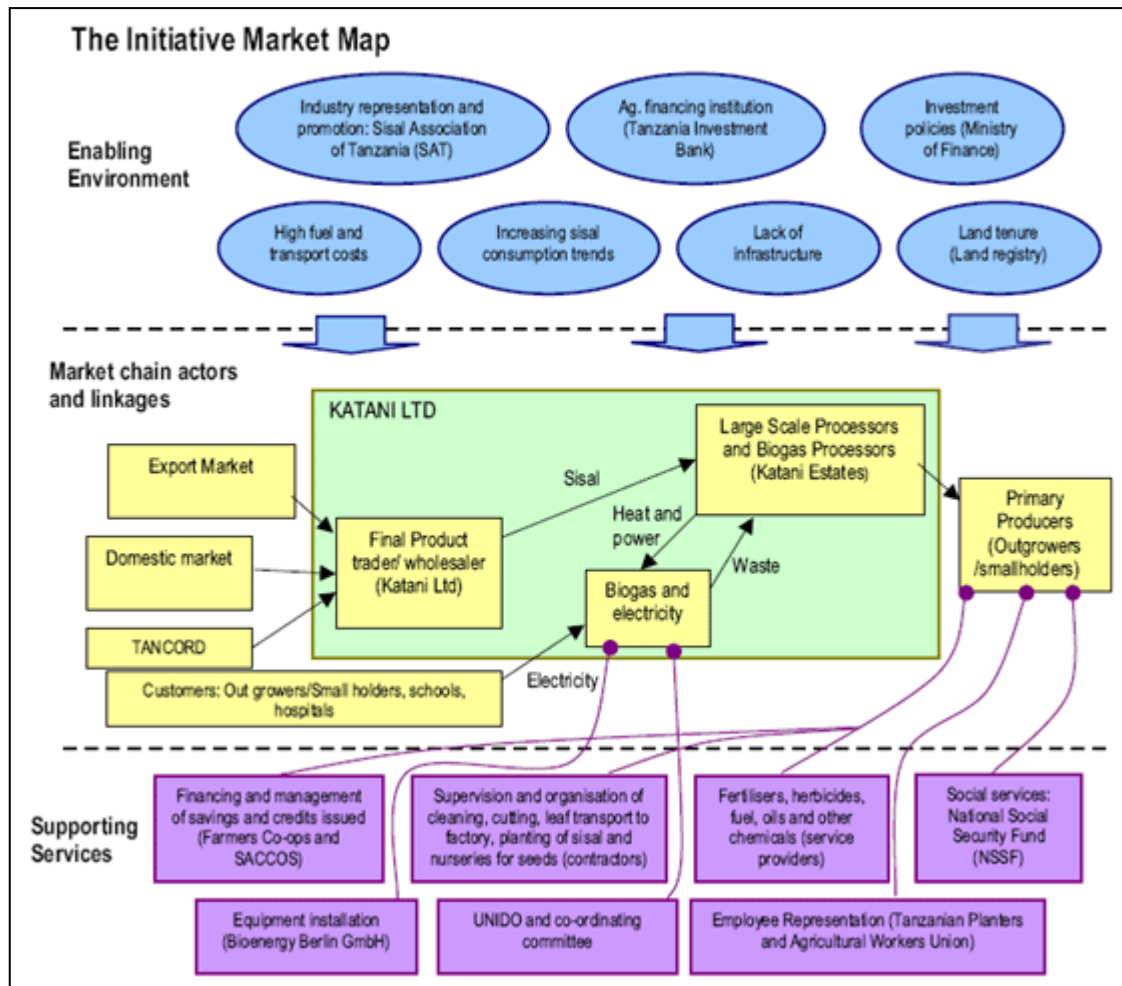 The Initiative Market Map
Enabling
Environment
Industry representation and
promotion: Sisal Association
of Tanzania (SAT)
Ag. financing institution
(Tanzania Investment
Bank)
Investment
policies (Ministry
of Finance)
High fuel and
transport costs
Increasing sisal
consumption trends
Lack of
infrastructure
Land tenure
(Land registry)
Market chain actors
and linkages
KATANI LTD
Export Market
Domestic market
TANCORD
Customers: Out growers/Small holders, schools,
hospitals
Final Product
trader/ wholesaler
(Katani Ltd)
Sisal
Large Scale Processors
and Biogas Processors
(Katani Estates)
Heat and
power
Waste
Biogas and
electricity
Electricity
Primary
Producers
(Outgrowers
/smallholders)
Supporting
Services
Financing and management
of savings and credits issued
(Farmers Co-ops and
SACCOS)
Supervision and organisation of
cleaning, cutting, leaf transport to
factory, planting of sisal and
nurseries for seeds (contractors)
Fertilisers, herbicides,
fuel, oils and other
chemicals (service
providers)
Social services:
National Social
Security Fund
(NSSF)
Equipment installation
(Bioenergy Berlin GmbH)
UNIDO and co-ordinating
committee
Employee Representation (Tanzanian Planters
and Agricultural Workers Union)